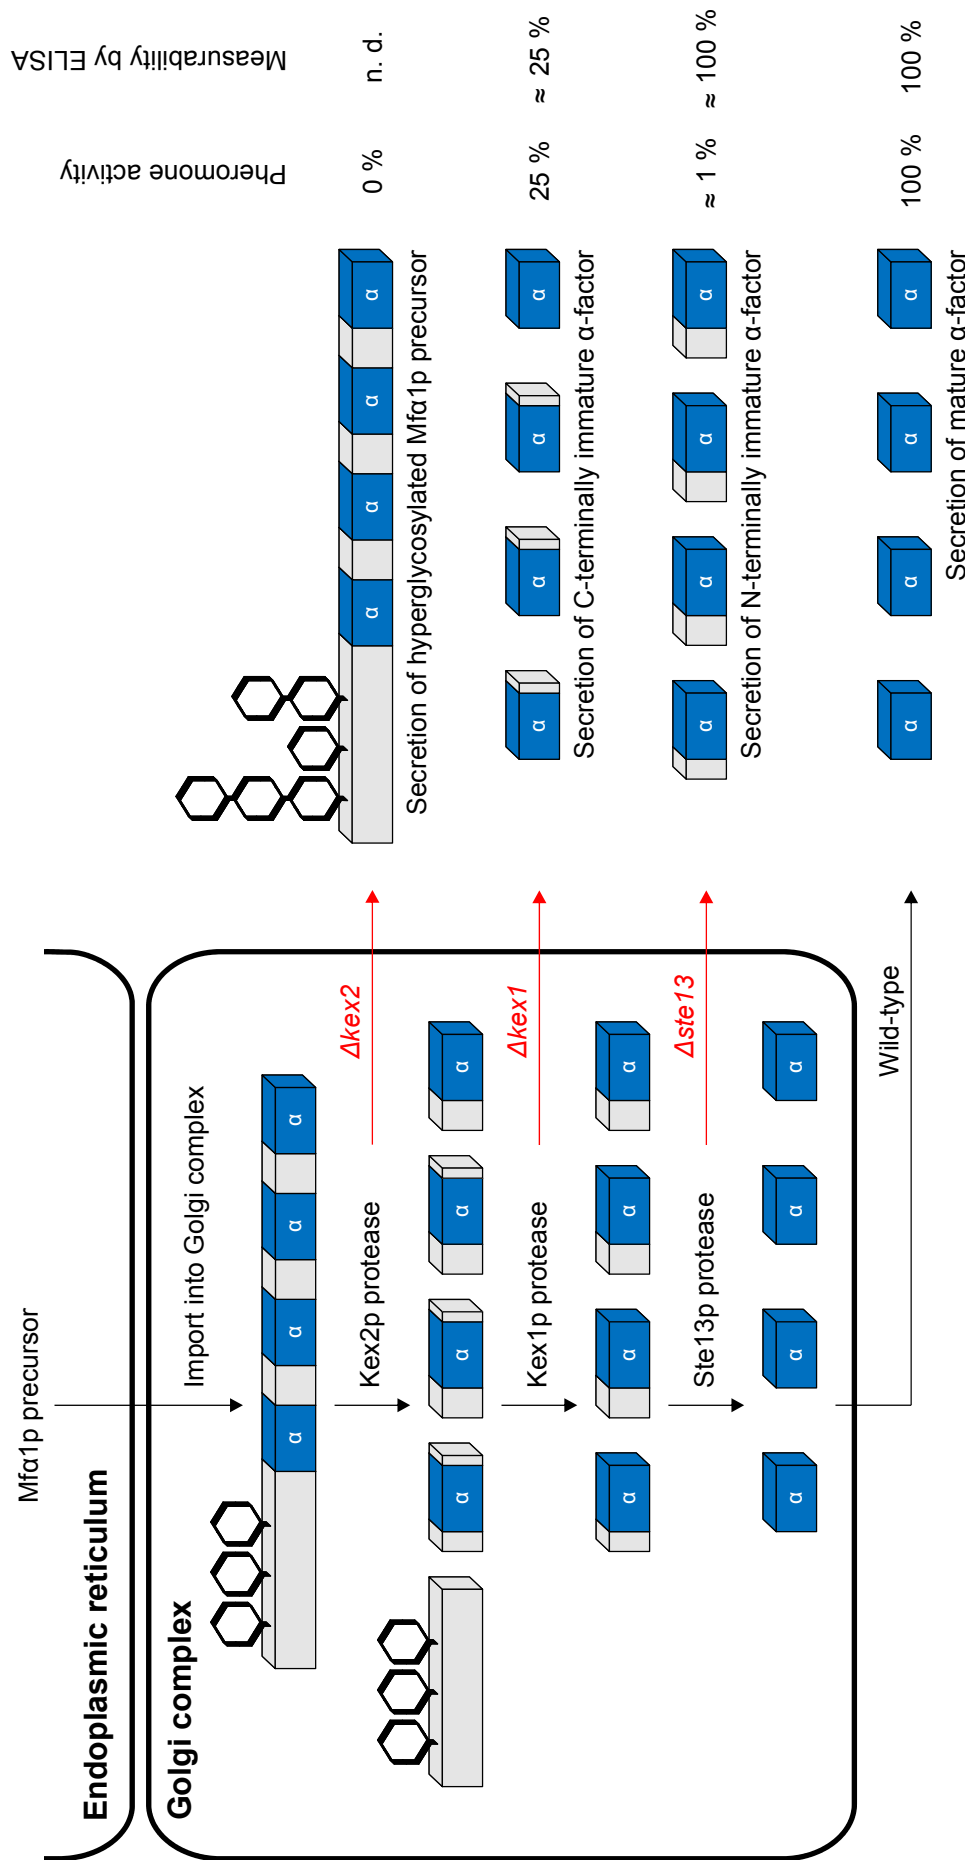 Mfα1p precursor
Endoplasmic reticulum
Import into Golgi complex
Golgi complex
α α α α
Kex2p protease
Δkex2
α α α α
Kex1p protease
Δkex1
α α α α
Ste13p protease
Δste13
α α α α
Wild-type
Pheromone activity
Measurability by ELISA
α α α α
0 %
n. d.
Secretion of hyperglycosylated Mfα1p precursor
α α α α
25 %
≈ 25 %
Secretion of C-terminally immature α-factor
α α α α
≈ 1 %
≈ 100 %
Secretion of N-terminally immature α-factor
α α α α
100 %
100 %
Secretion of mature α-factor